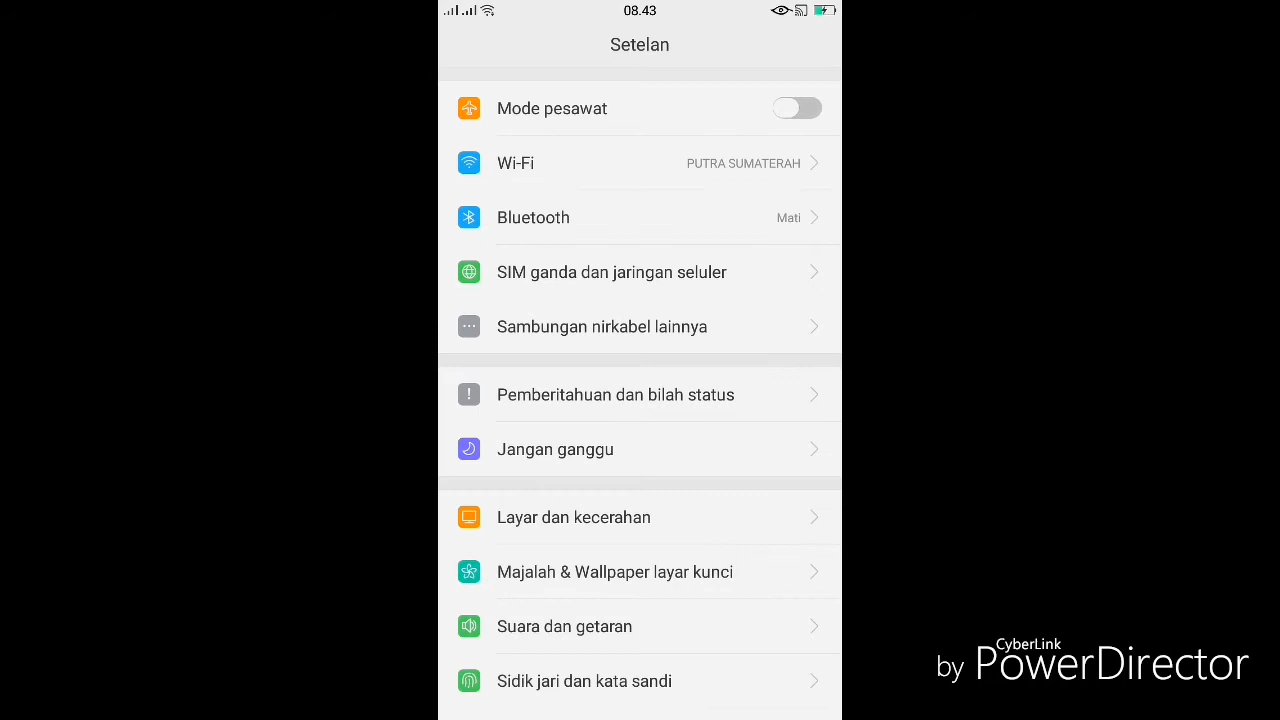 08.43
Setelan
Mode pesawat
Wi-Fi PUTRA SUMATERAH
Bluetooth Mati
SIM ganda dan jaringan seluler
Sambungan nirkabel lainnya
Pemberitahuan dan bilah status
Jangan ganggu
Layar dan kecerahan
Majalah & Wallpaper layar kunci
Suara dan getaran
Sidik jari dan kata sandi
CyberLink
by PowerDirector